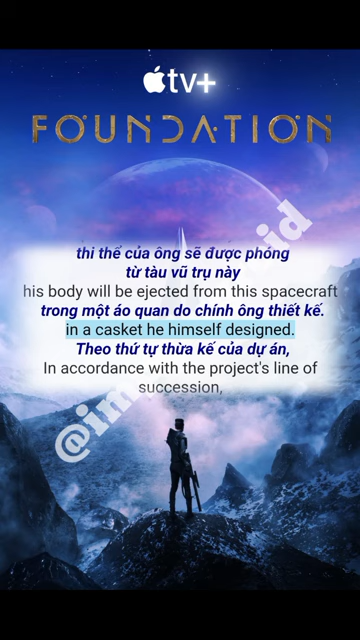 tv+
FOUNDATION
thi thể của ông sẽ được phóng
từ tàu vũ trụ này
his body will be ejected from this spacecraft
trong một áo quan do chính ông thiết kế.
in a casket he himself designed.
Theo thứ tự thừa kế của dự án,
In accordance with the project's line of
succession,